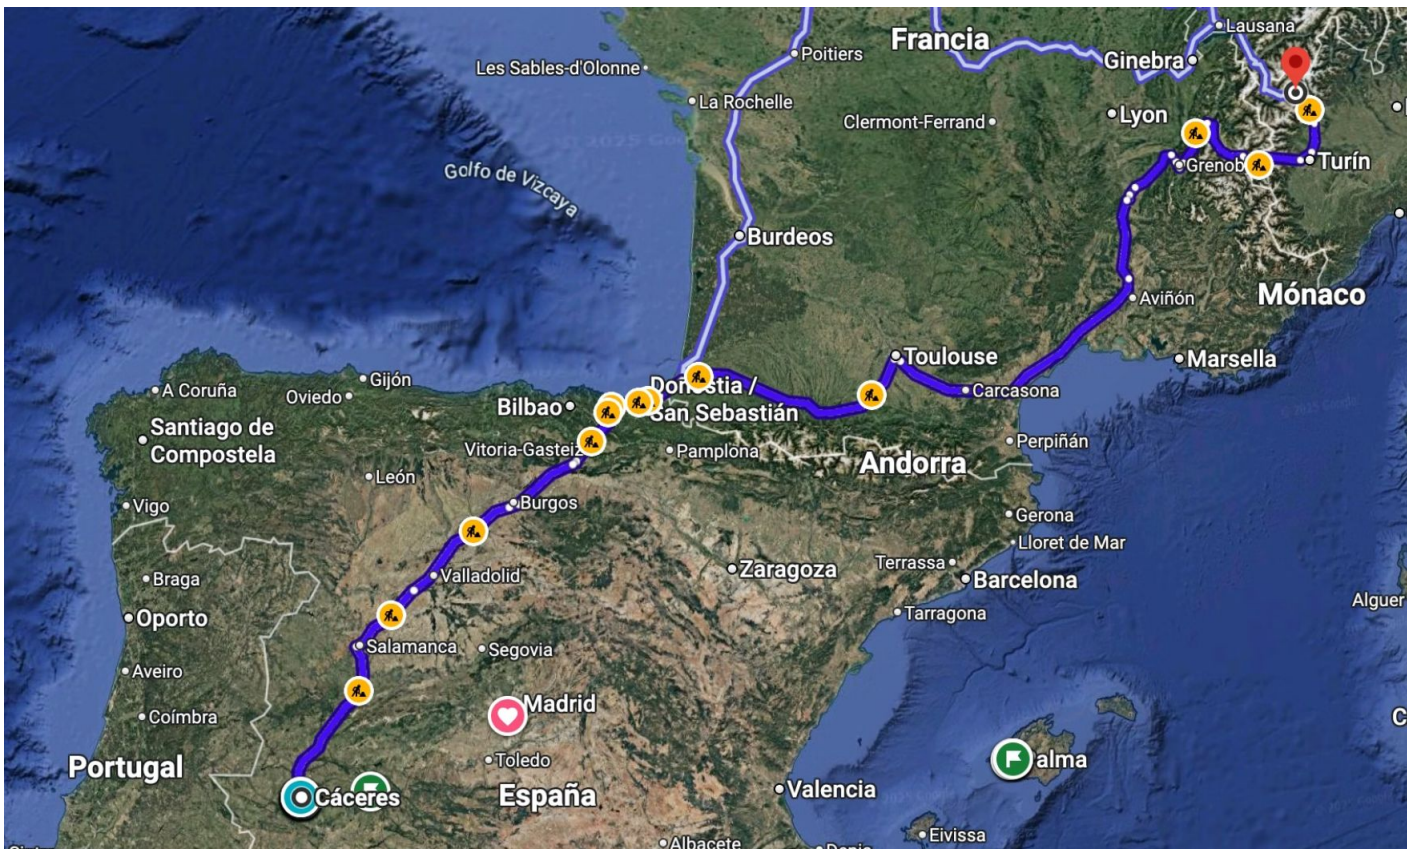 Lausana
Francia
Poitiers
Ginebra
Les Sables-d'Olonne
La Rochelle
Lyon
Clermont-Ferrand
Golfo de Vizcaya
Grenob
Turín
Burdeos
Mónaco
Aviñón
Toulouse
Marsella
Gijón
A Coruña
Oviedo
Donostia /
San Sebastián
Carcasona
Bilbao
Santiago de
Compostela
Vitoria-Gasteiz
Pamplona
Perpiñán
Andorra
León
Vigo
Burgos
Gerona
Lloret de Mar
Braga
Valladolid
Zaragoza
Terrassa
Barcelona
Alguer
Oporto
Tarragona
Salamanca
Segovia
Aveiro
Madrid
Coímbra
Toledo
Portugal
alma
Cáceres
España
Valencia
Eivissa
Albacete